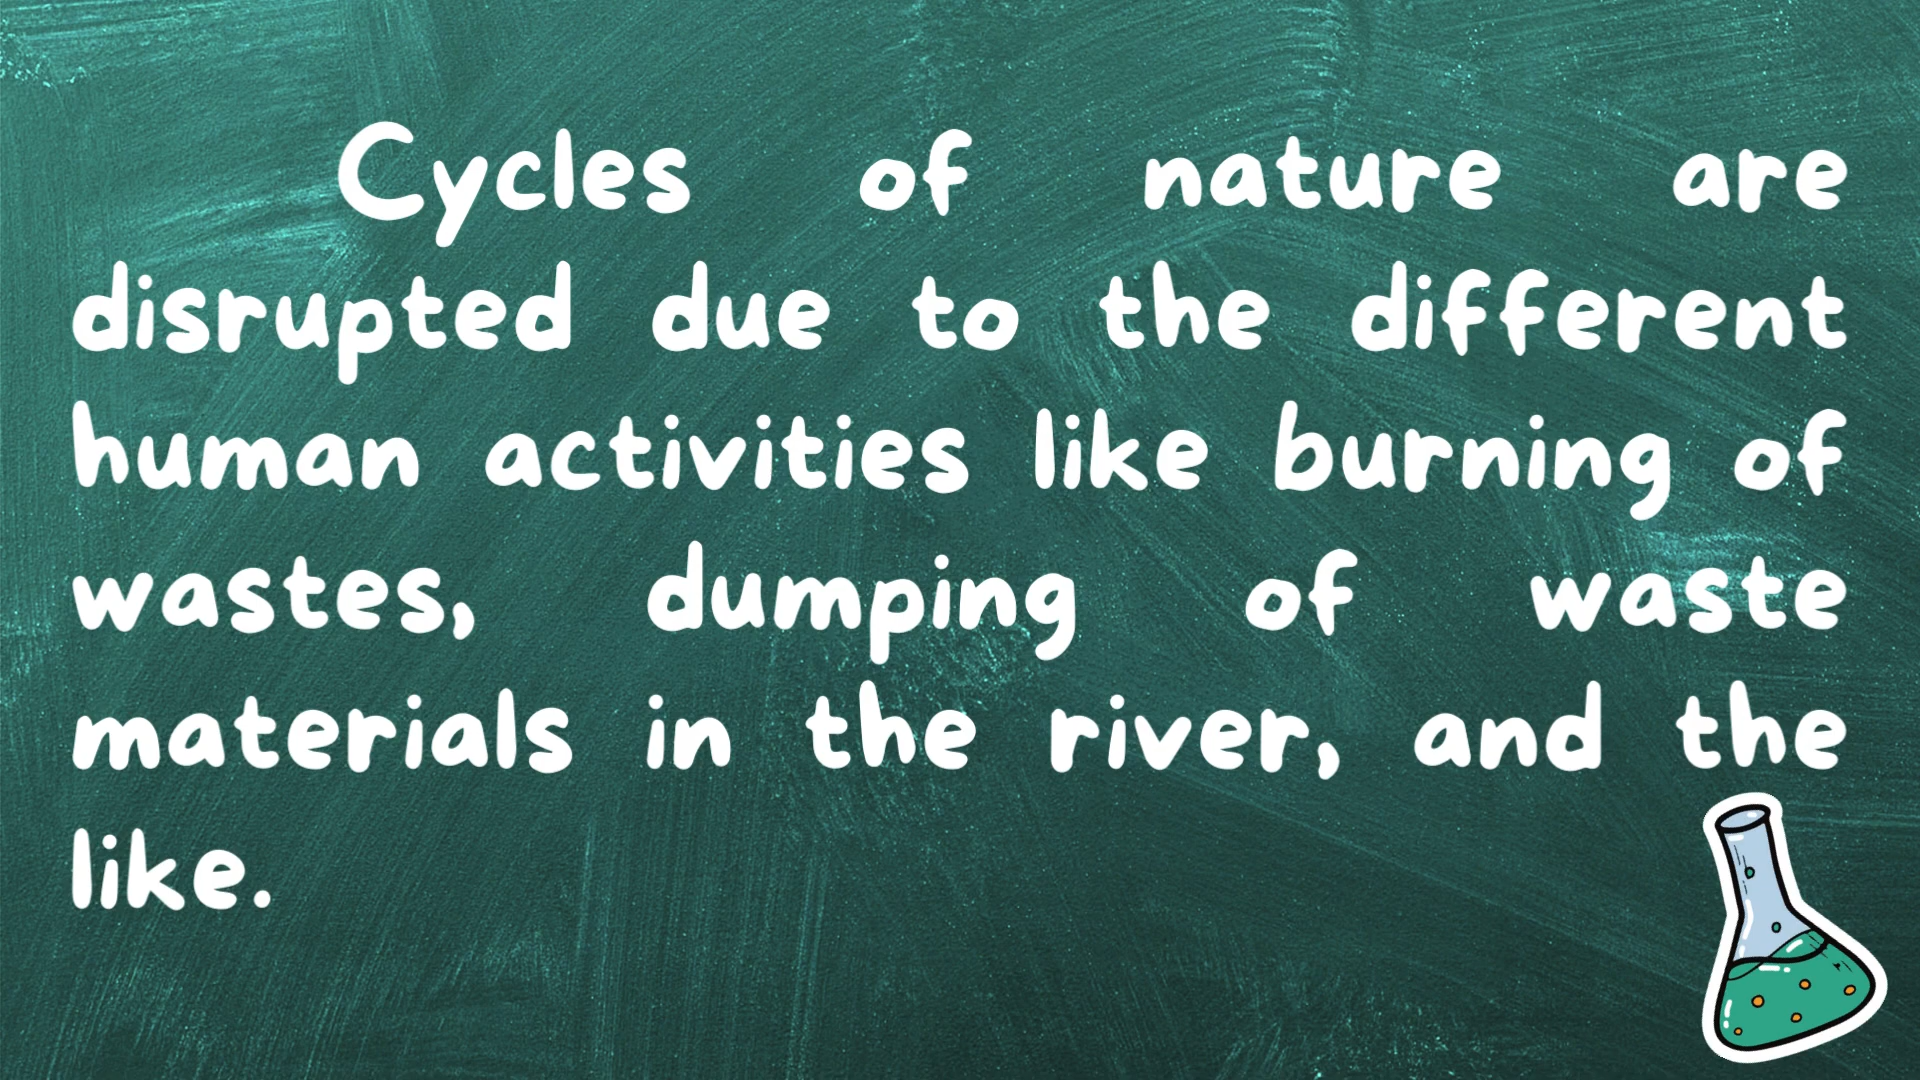 Cycles of nature are
disrupted due to the different
human activities like burning of
wastes, dumping of waste
materials in the river, and the
like.